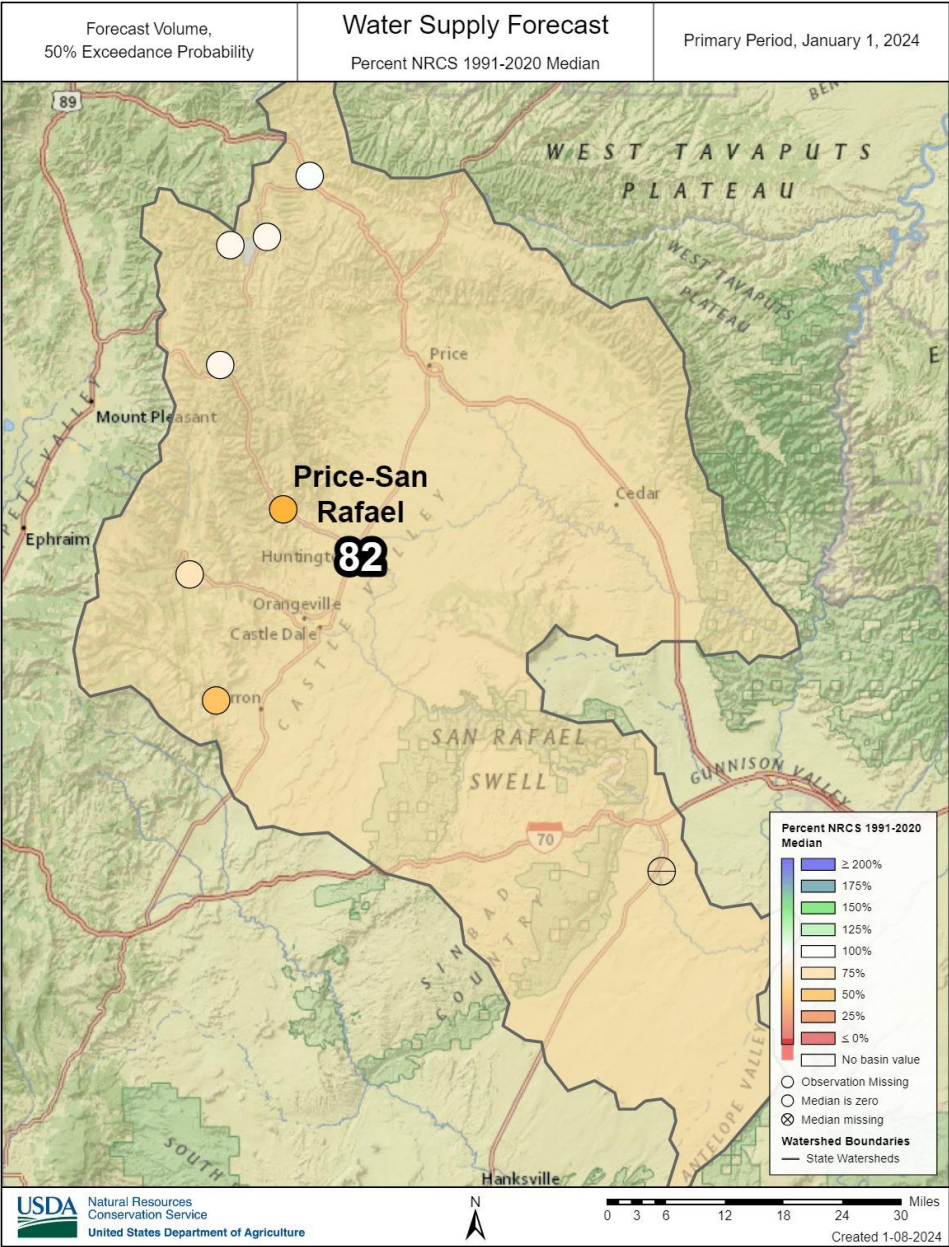 Forecast Volume,
50% Exceedance Probability
Water Supply Forecast
Percent NRCS 1991-2020 Median
Primary Period, January 1, 2024
89
WEST TAVAPUTS
PLATEAU
WEST TAVAPUTS
PLATEAU
E
Price
Mount Pleasant
Price-San
Rafael
82
Cedar
Ephraim
Orangeville
Castle Dale
CASTLE VALLEY
SAN RAFAEL
SWELL
GUNNISON VALLEY
70
SINBAD
COUNTRY
ANTELOPE VALLEY
SOUTH
Hanksville
Percent NRCS 1991-2020
Median
≥ 200%
175%
150%
125%
100%
75%
50%
25%
≤ 0%
No basin value
Observation Missing
Median is zero
Median missing
Watershed Boundaries
State Watersheds
USDA
Natural Resources
Conservation Service
United States Department of Agriculture
N
Miles
0 3 6 12 18 24 30
Created 1-08-2024